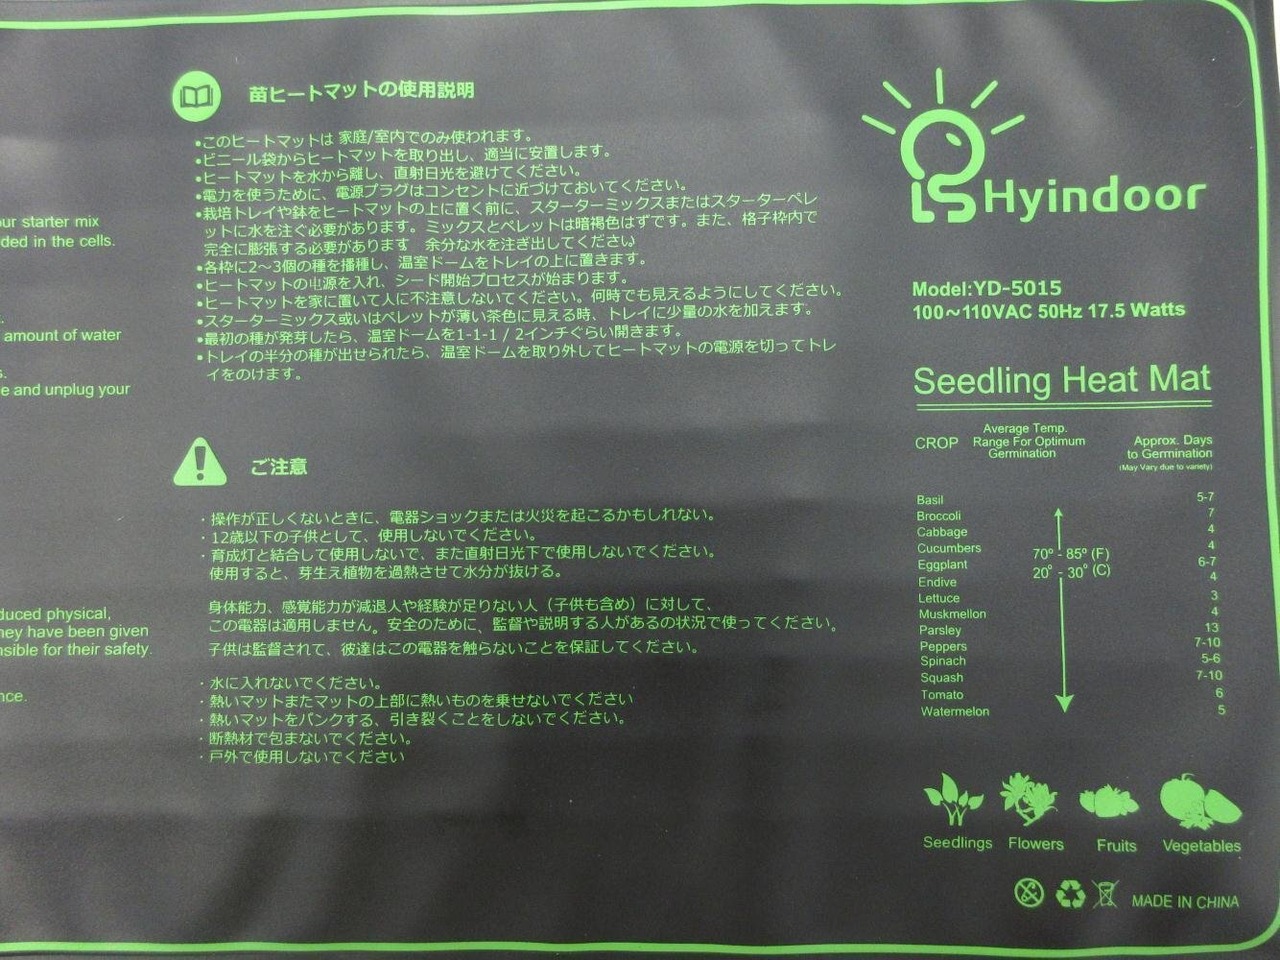 our starter mix
ded in the cells.
amount of water
s.
e and unplug your
duced physical,
hey have been given
nsible for their safety.
nce.
苗ヒートマットの使用説明
•このヒートマットは 家庭/室内でのみ使われます。
•ビニール袋からヒートマットを取り出し、適当に安置します。
•ヒートマットを水から離し、直射日光を避けてください。
•電力を使うために、電源プラグはコンセントに近づけておいてください。
•栽培トレイや鉢をヒートマットの上に置く前に、スターターミックスまたはスターターペレ
ットに水を注ぐ必要があります。ミックスとペレットは暗褐色はずです。また、格子枠内で
完全に膨張する必要があります 余分な水を注ぎ出してください
•各枠に2〜3個の種を播種し、温室ドームをトレイの上に置きます。
•ヒートマットの电源を入れ、シード開始プロセスが始まります。
•ヒートマットを家に置いて人に不注意しないてください。何時でも見えるようにしてください。
•スターターミックス或いはペレットが薄い茶色に見える時、トレイに少量の水を加えます。
•最初の種が発芽したら、温室ドームを1-1-1 / 2インチぐらい開きます。
•トレイの半分の種が出せられたら、温室ドームを取り外してヒートマットの電源を切ってトレ
イをのけます。
ご注意
・操作が正しくないときに、電器ショックまたは火災を起こるかもしれない。
・12歳以下の子供として、使用しないでください。
・育成灯と結合して使用しないで、また直射日光下で使用しないでください。
使用すると、芽生え植物を過熱させて水分が抜ける。
身体能力、感覚能力が減退人や経験が足りない人（子供も含め）に対して、
この電器は適用しません。安全のために、監督や説明する人があるの状況で使ってください。
子供は監督されて、彼達はこの電器を触らないことを保証してください。
・水に入れないでください。
・熱いマットまたマットの上部に熱いものを乗せないでください
・熱いマットをパンクする、引き裂くことをしないでください。
・断熱材で包まないでください。
・戸外で使用しないでください
Hyindoor
Model:YD-5015
100～110VAC 50Hz 17.5 Watts
Seedling Heat Mat
CROP Average Temp. Range For Optimum Germination Approx. Days to Germination (May Vary due to variety)
Basil 5-7
Broccoli 7
Cabbage 4
Cucumbers 4
Eggplant 6-7
Endive 4
Lettuce 3
Muskmellon 4
Parsley 13
Peppers 7-10
Spinach 5-6
Squash 7-10
Tomato 6
Watermelon 5
70º - 85º (F)
20º - 30º (C)
Seedlings Flowers Fruits Vegetables
MADE IN CHINA